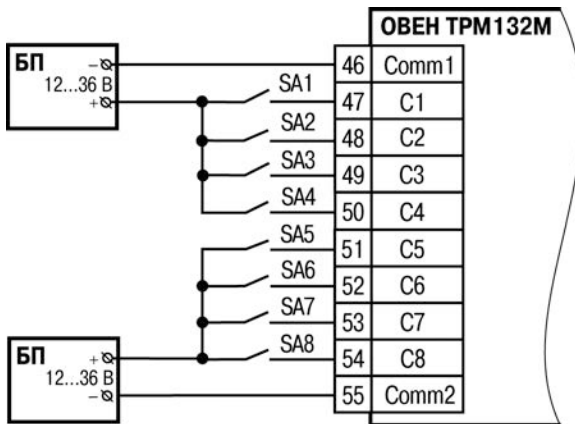 ОВЕН ТРМ132М
БП
12...36 В
–
+
46 Comm1
SA1
47 C1
SA2
48 C2
SA3
49 C3
SA4
50 C4
SA5
51 C5
SA6
52 C6
SA7
53 C7
SA8
54 C8
55 Comm2
БП
+
12...36 В
–